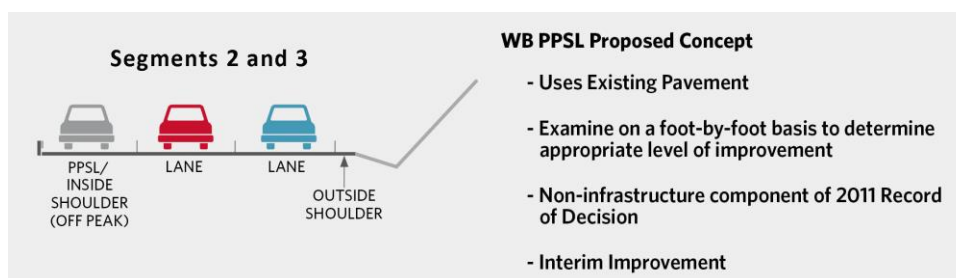 Segments 2 and 3
PPSL/
INSIDE
SHOULDER
(OFF PEAK)
LANE
LANE
OUTSIDE
SHOULDER
WB PPSL Proposed Concept
- Uses Existing Pavement
- Examine on a foot-by-foot basis to determine
appropriate level of improvement
- Non-infrastructure component of 2011 Record
of Decision
- Interim Improvement